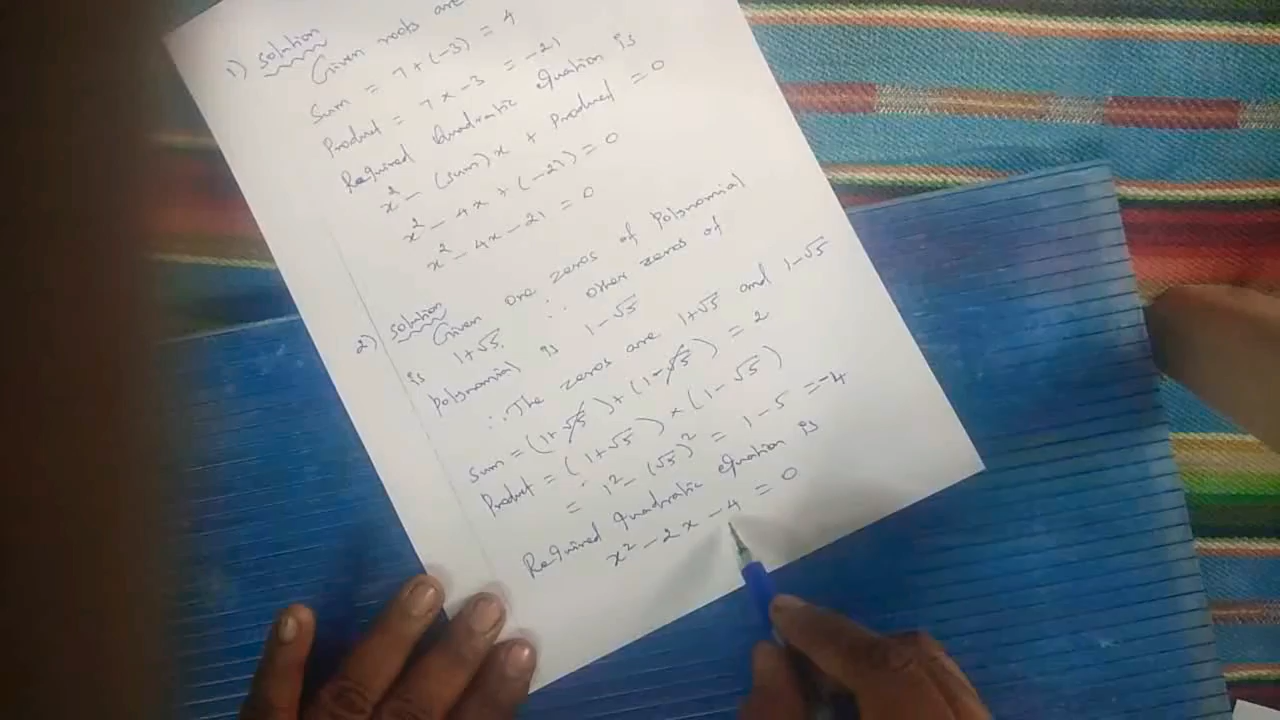 1) Solution
Given roots are
Sum = 7 + (-3) = 4
Product = 7 x -3 = -21
Required Quadratic equation is
x² - (sum)x + Product = 0
x² - 4x + (-21) = 0
x² - 4x - 21 = 0
2) Solution
Given one zeros of Polynomial
is 1+√5. ∴ other zeros of
Polynomial is 1-√5
∴ The zeros are 1+√5 and 1-√5
Sum = (1+√5) + (1-√5) = 2
Product = (1+√5) × (1-√5)
= 1² - (√5)² = 1 - 5 = -4
Required Quadratic equation is
x² - 2x - 4 = 0